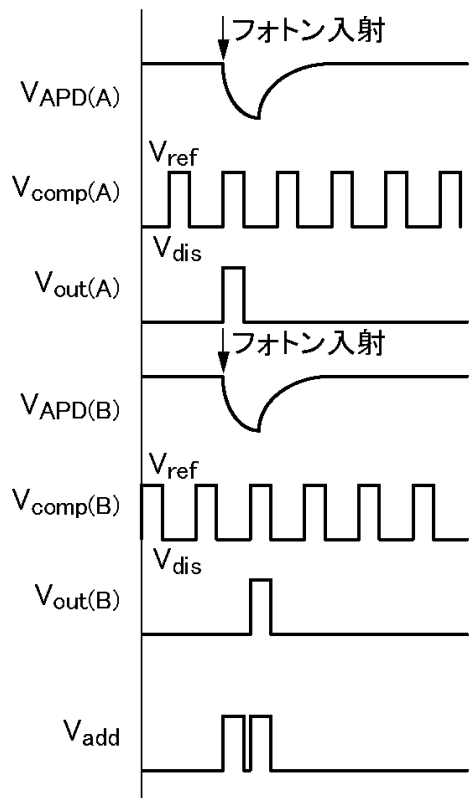 フォトン入射
VAPD(A)
Vref
Vcomp(A)
Vdis
Vout(A)
フォトン入射
VAPD(B)
Vref
Vcomp(B)
Vdis
Vout(B)
Vadd